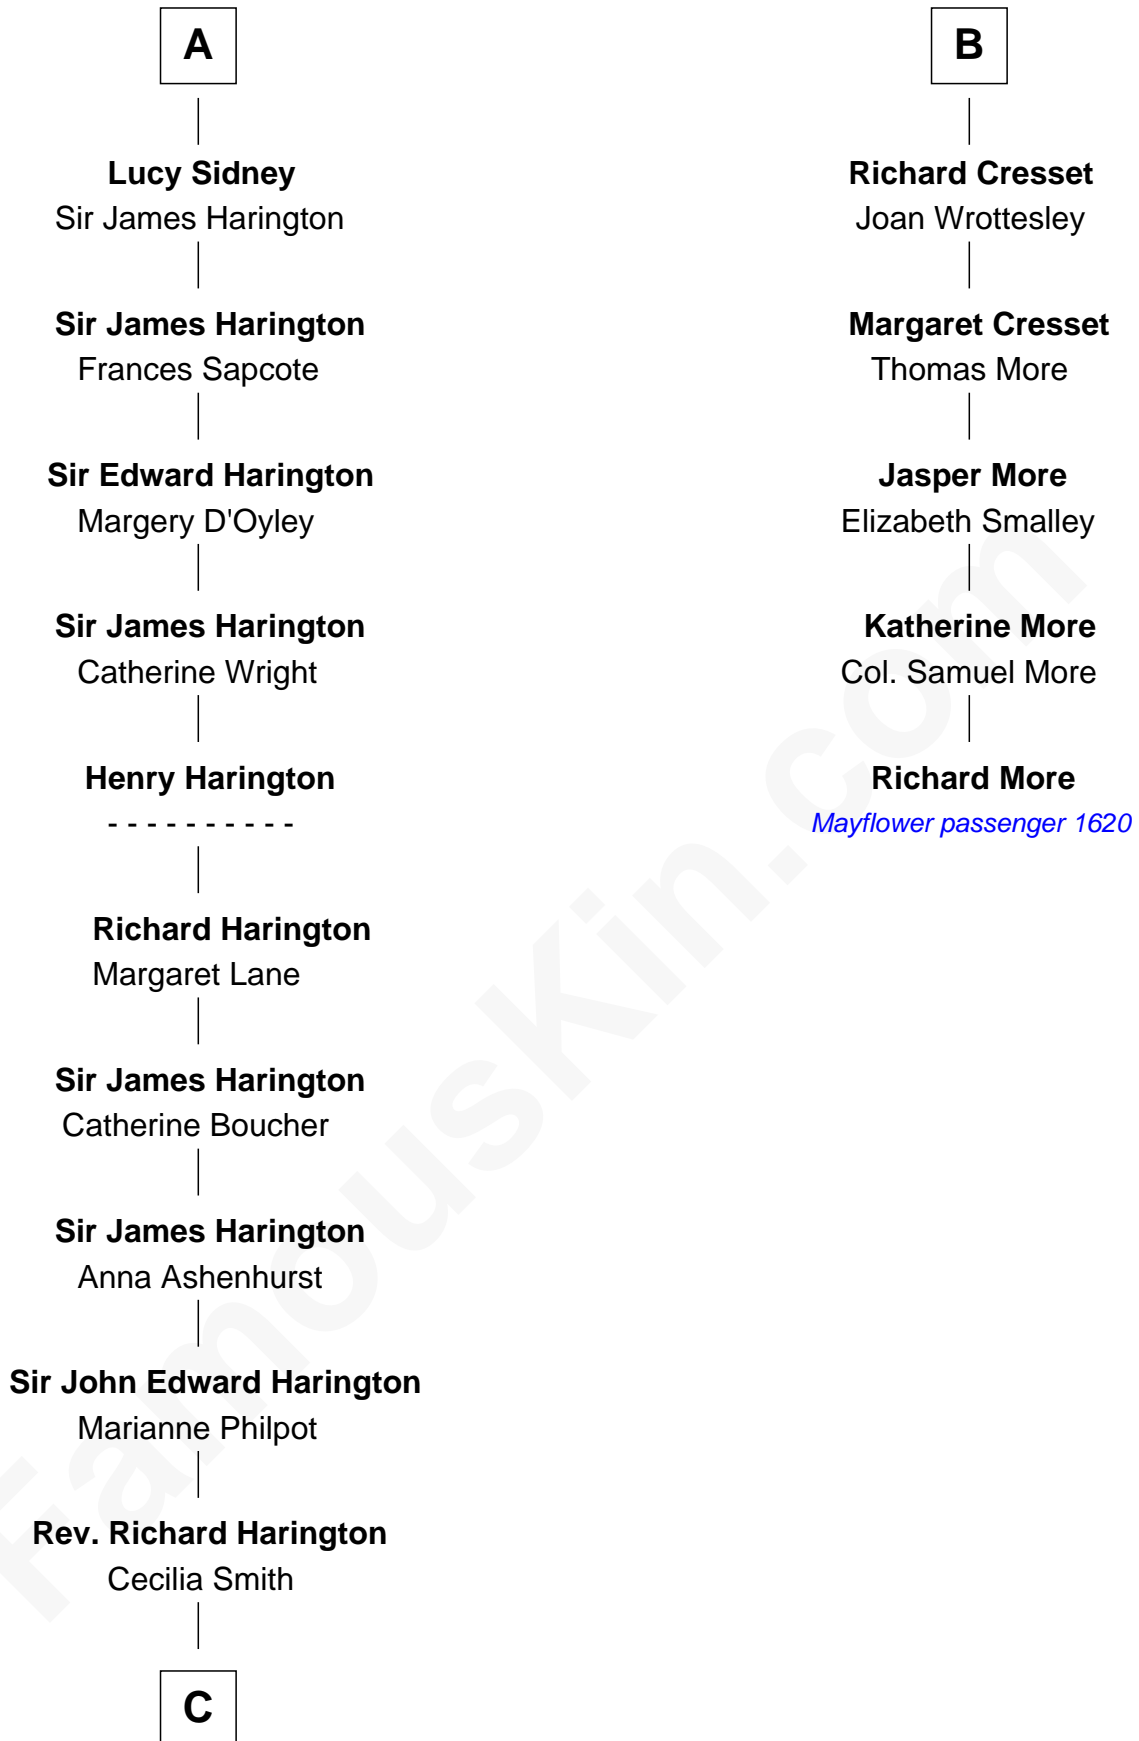 A
Lucy Sidney
Sir James Harington
Sir James Harington
Frances Sapcote
Sir Edward Harington
Margery D'Oyley
Sir James Harington
Catherine Wright
Henry Harington
- - - - - - - - - -
Richard Harington
Margaret Lane
Sir James Harington
Catherine Boucher
Sir James Harington
Anna Ashenhurst
Sir John Edward Harington
Marianne Philpot
Rev. Richard Harington
Cecilia Smith
C
B
Richard Cresset
Joan Wrottesley
Margaret Cresset
Thomas More
Jasper More
Elizabeth Smalley
Katherine More
Col. Samuel More
Richard More
Mayflower passenger 1620
FamousKin.com